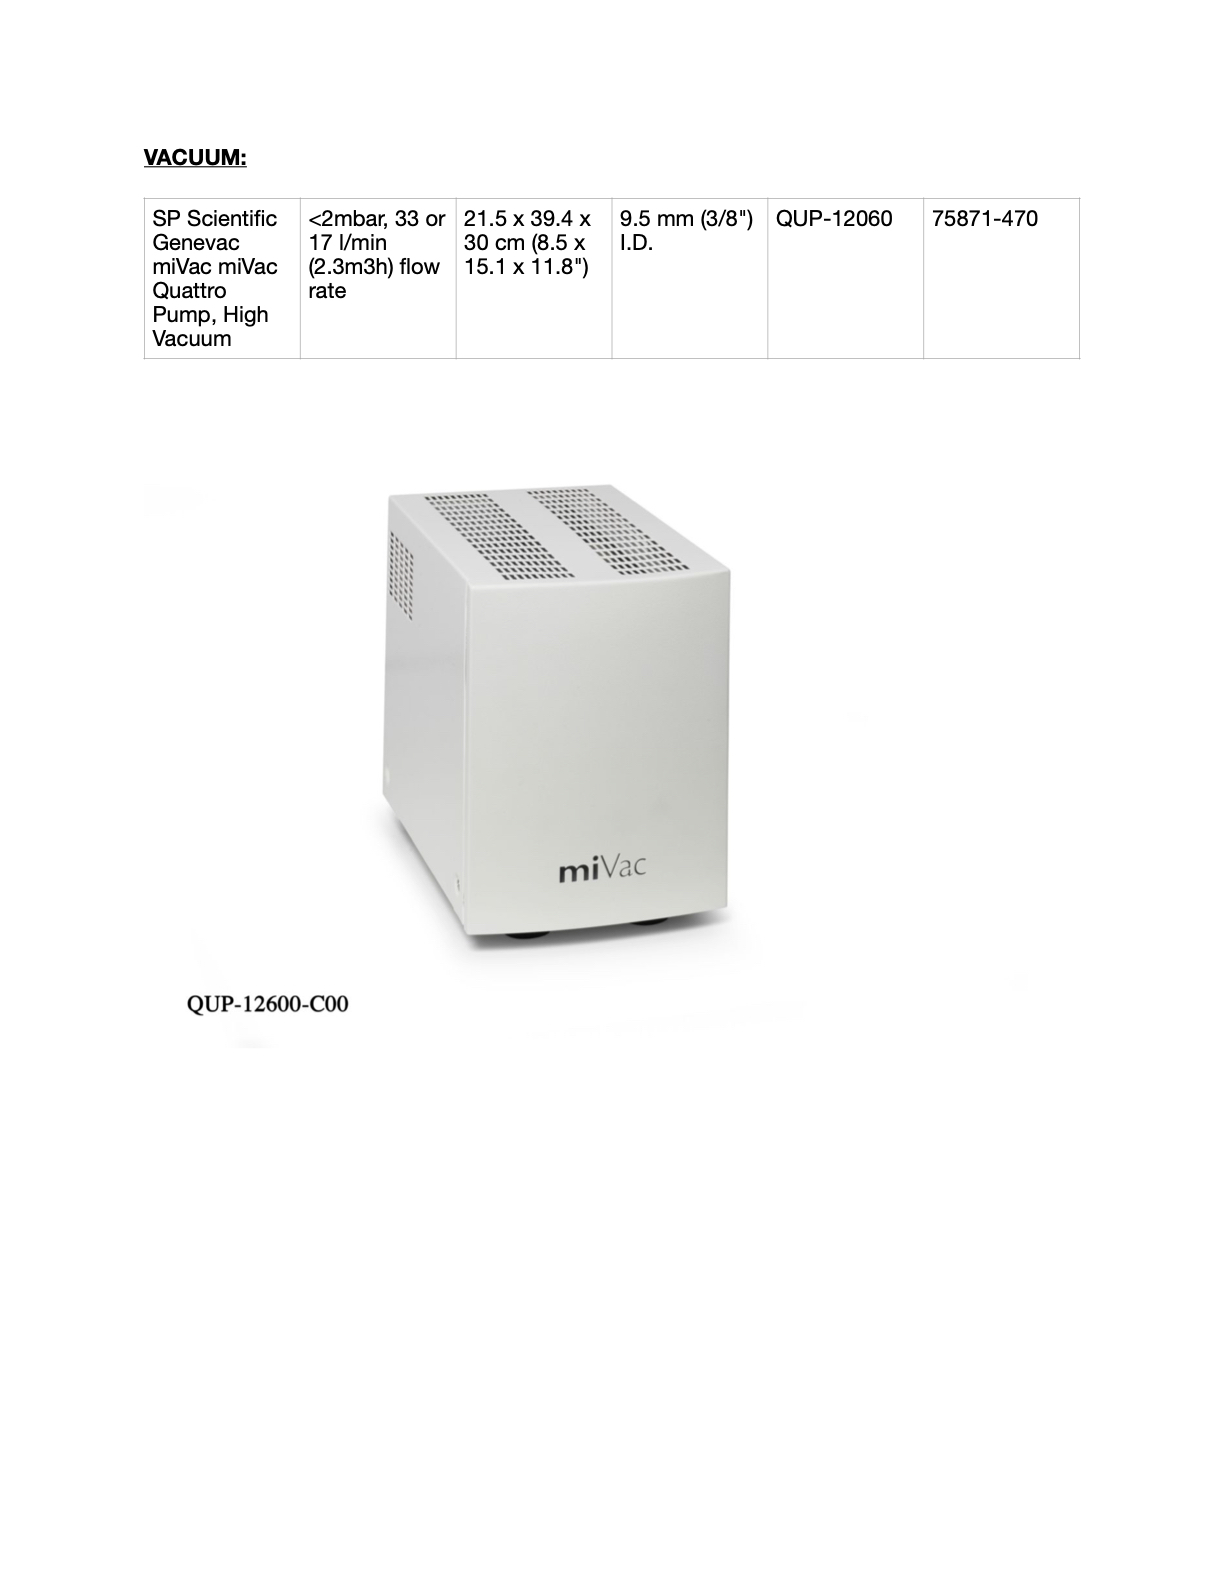 VACUUM:
SP Scientific
Genevac
miVac miVac
Quattro
Pump, High
Vacuum
<2mbar, 33 or
17 l/min
(2.3m3h) flow
rate
21.5 x 39.4 x
30 cm (8.5 x
15.1 x 11.8")
9.5 mm (3/8")
I.D.
QUP-12060
75871-470
miVac
QUP-12600-C00